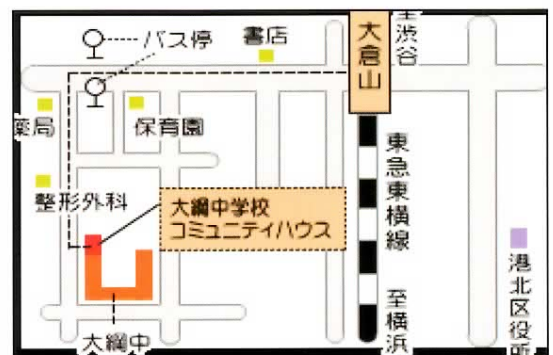 バス停
書店
大倉山
至渋谷
薬局
保育園
整形外科
大綱中学校
コミュニティハウス
東急東横線
至横浜
港北区役所
大綱中